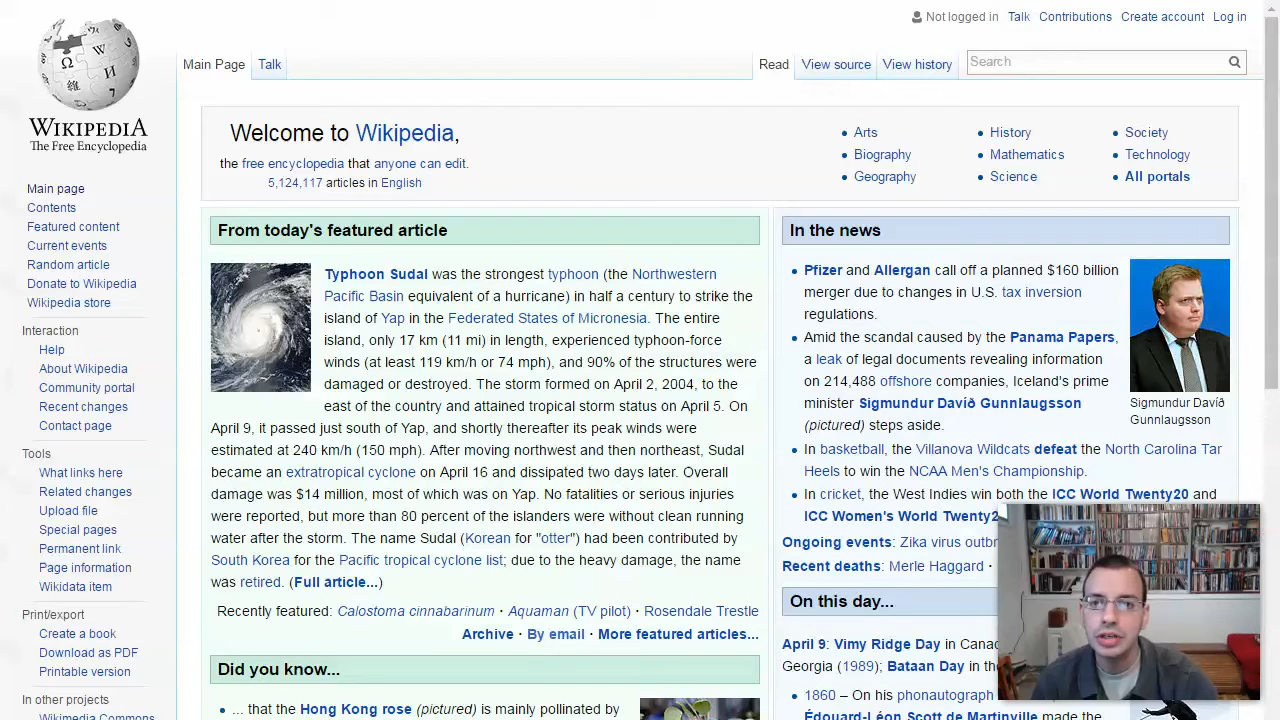 WIKIPEDIA
The Free Encyclopedia
Main page
Contents
Featured content
Current events
Random article
Donate to Wikipedia
Wikipedia store
Interaction
Help
About Wikipedia
Community portal
Recent changes
Contact page
Tools
What links here
Related changes
Upload file
Special pages
Permanent link
Page information
Wikidata item
Print/export
Create a book
Download as PDF
Printable version
In other projects
Wikimedia Commons
Not logged in Talk Contributions Create account Log in
Main Page Talk Read View source View history Search
Welcome to Wikipedia,
the free encyclopedia that anyone can edit.
5,124,117 articles in English
Arts
Biography
Geography
History
Mathematics
Science
Society
Technology
All portals
From today's featured article
Typhoon Sudal was the strongest typhoon (the Northwestern
Pacific Basin equivalent of a hurricane) in half a century to strike the
island of Yap in the Federated States of Micronesia. The entire
island, only 17 km (11 mi) in length, experienced typhoon-force
winds (at least 119 km/h or 74 mph), and 90% of the structures were
damaged or destroyed. The storm formed on April 2, 2004, to the
east of the country and attained tropical storm status on April 5. On
April 9, it passed just south of Yap, and shortly thereafter its peak winds were
estimated at 240 km/h (150 mph). After moving northwest and then northeast, Sudal
became an extratropical cyclone on April 16 and dissipated two days later. Overall
damage was $14 million, most of which was on Yap. No fatalities or serious injuries
were reported, but more than 80 percent of the islanders were without clean running
water after the storm. The name Sudal (Korean for "otter") had been contributed by
South Korea for the Pacific tropical cyclone list; due to the heavy damage, the name
was retired. (Full article...)
Recently featured: Calostoma cinnabarinum · Aquaman (TV pilot) · Rosendale Trestle
Archive · By email · More featured articles...
Did you know...
... that the Hong Kong rose (pictured) is mainly pollinated by
In the news
Pfizer and Allergan call off a planned $160 billion
merger due to changes in U.S. tax inversion
regulations.
Amid the scandal caused by the Panama Papers,
a leak of legal documents revealing information
on 214,488 offshore companies, Iceland's prime
minister Sigmundur Davíð Gunnlaugsson
(pictured) steps aside.
Sigmundur Davíð
Gunnlaugsson
In basketball, the Villanova Wildcats defeat the North Carolina Tar
Heels to win the NCAA Men's Championship.
In cricket, the West Indies win both the ICC World Twenty20 and
ICC Women's World Twenty2
Ongoing events: Zika virus outbr
Recent deaths: Merle Haggard ·
On this day...
April 9: Vimy Ridge Day in Canad
Georgia (1989); Bataan Day in the
1860 – On his phonautograph
Édouard-Léon Scott de Martinville made the